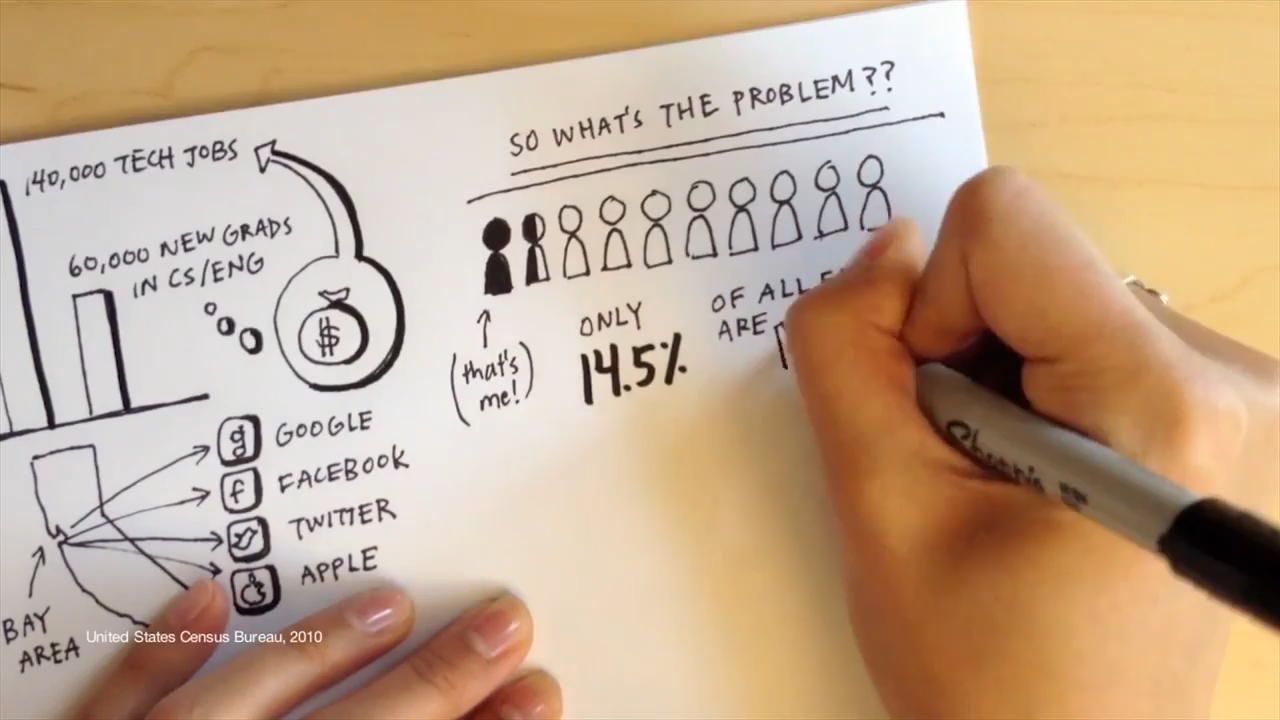 140,000 TECH JOBS
60,000 NEW GRADS
IN CS/ENG
$
g GOOGLE
f FACEBOOK
TWITTER
APPLE
BAY
AREA
SO WHAT'S THE PROBLEM??
(that's
me!)
ONLY
14.5%
OF ALL
ARE
Sharpie
United States Census Bureau, 2010